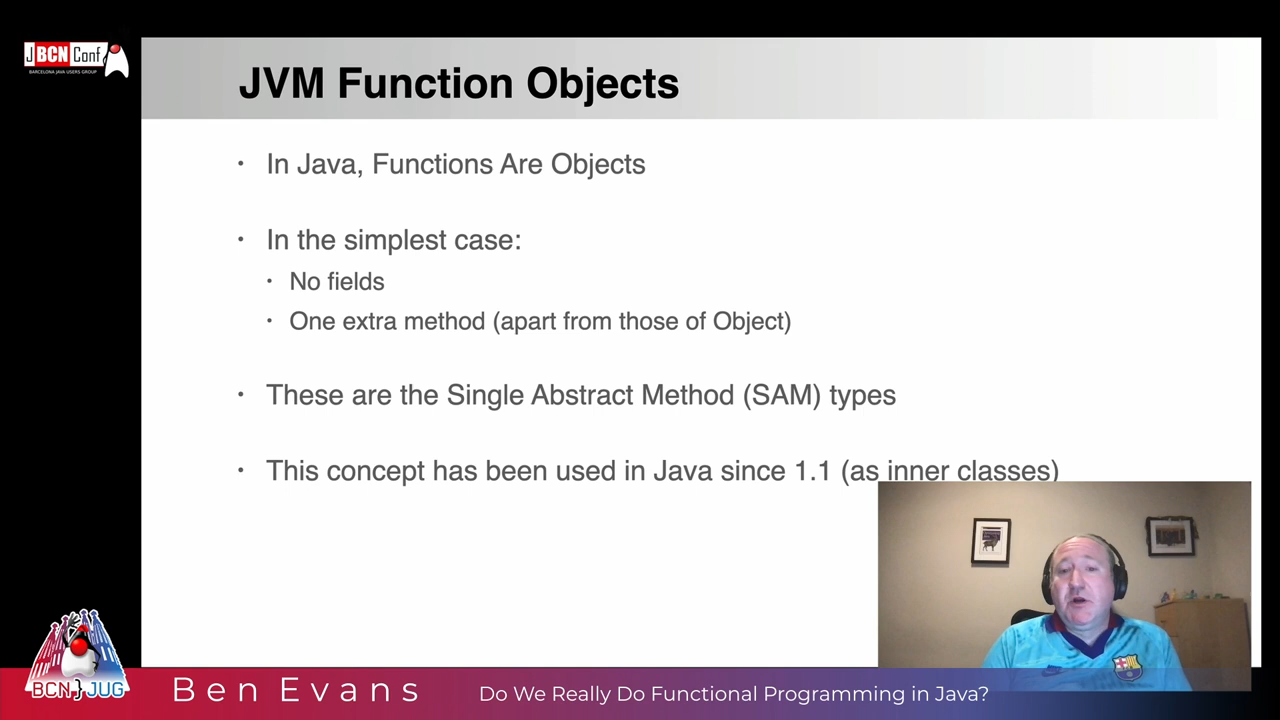 JBCNConf
BARCELONA JAVA USERS GROUP
JVM Function Objects
• In Java, Functions Are Objects
• In the simplest case:
• No fields
• One extra method (apart from those of Object)
• These are the Single Abstract Method (SAM) types
• This concept has been used in Java since 1.1 (as inner classes)
BCN}JUG
Ben Evans
Do We Really Do Functional Programming in Java?